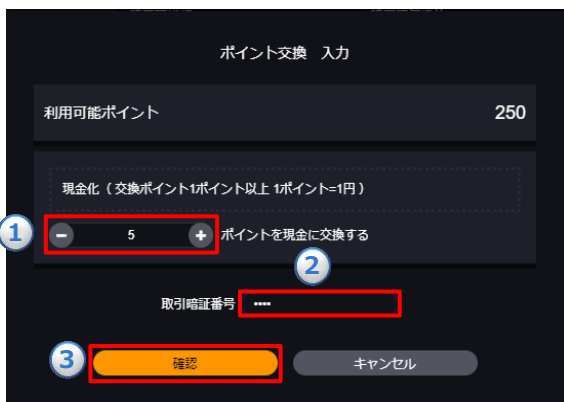 ポイント交換 入力
利用可能ポイント 250
現金化(交換ポイント1ポイント以上 1ポイント=1円)
1 - 5 + ポイントを現金に交換する
2
取引暗証番号 ••••
3 確認 キャンセル